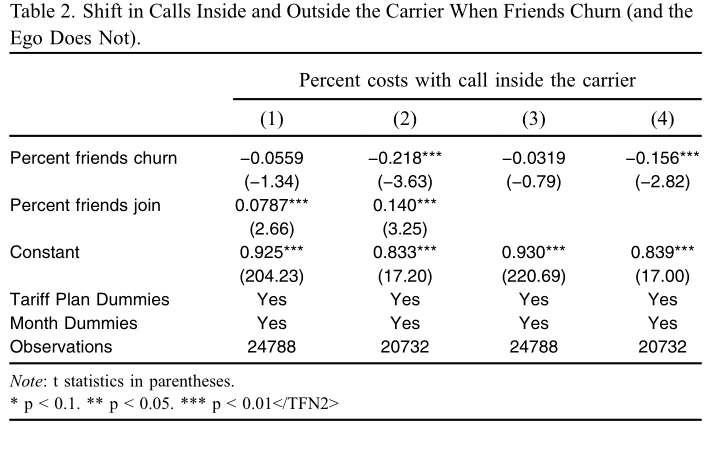 Table 2. Shift in Calls Inside and Outside the Carrier When Friends Churn (and the
Ego Does Not).
Percent costs with call inside the carrier
(1) (2) (3) (4)
Percent friends churn −0.0559 −0.218*** −0.0319 −0.156***
(−1.34) (−3.63) (−0.79) (−2.82)
Percent friends join 0.0787*** 0.140***
(2.66) (3.25)
Constant 0.925*** 0.833*** 0.930*** 0.839***
(204.23) (17.20) (220.69) (17.00)
Tariff Plan Dummies Yes Yes Yes Yes
Month Dummies Yes Yes Yes Yes
Observations 24788 20732 24788 20732
Note: t statistics in parentheses.
* p < 0.1. ** p < 0.05. *** p < 0.01</TFN2>